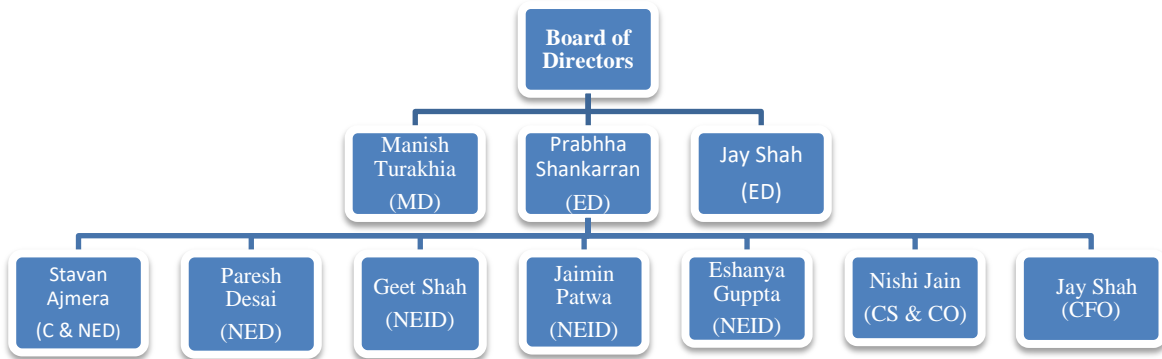 Board of
Directors
Manish
Turakhia
(MD)
Prabhha
Shankarran
(ED)
Jay Shah
(ED)
Stavan
Ajmera
(C & NED)
Paresh
Desai
(NED)
Geet Shah
(NEID)
Jaimin
Patwa
(NEID)
Eshanya
Guppta
(NEID)
Nishi Jain
(CS & CO)
Jay Shah
(CFO)